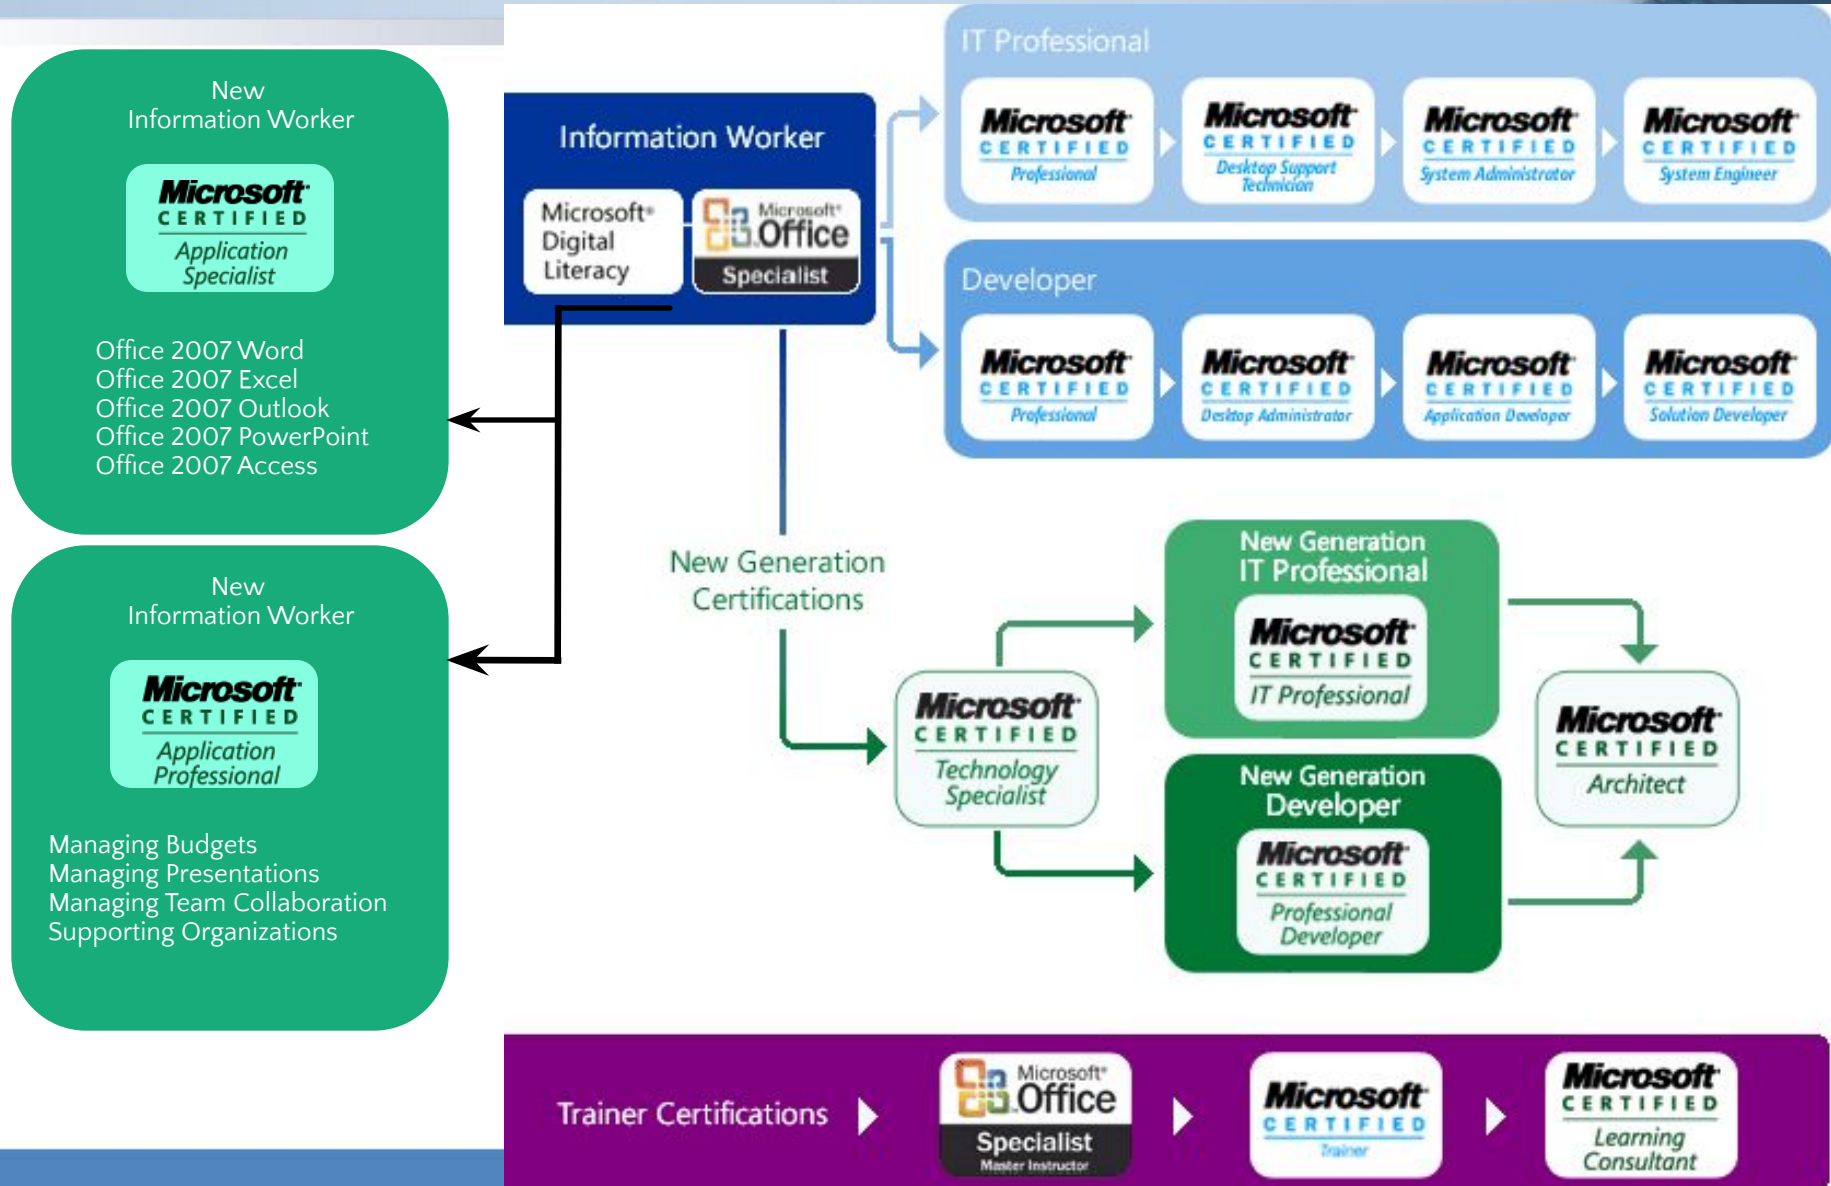 New
Information Worker
Microsoft
CERTIFIED
Application
Specialist
Office 2007 Word
Office 2007 Excel
Office 2007 Outlook
Office 2007 PowerPoint
Office 2007 Access
New
Information Worker
Microsoft
CERTIFIED
Application
Professional
Managing Budgets
Managing Presentations
Managing Team Collaboration
Supporting Organizations
Information Worker
Microsoft®
Digital
Literacy
Microsoft®
Office
Specialist
IT Professional
Microsoft
CERTIFIED
Professional
Microsoft
CERTIFIED
Desktop Support
Technician
Microsoft
CERTIFIED
System Administrator
Microsoft
CERTIFIED
System Engineer
Developer
Microsoft
CERTIFIED
Professional
Microsoft
CERTIFIED
Desktop Administrator
Microsoft
CERTIFIED
Application Developer
Microsoft
CERTIFIED
Solution Developer
New Generation
Certifications
Microsoft
CERTIFIED
Technology
Specialist
New Generation
IT Professional
Microsoft
CERTIFIED
IT Professional
New Generation
Developer
Microsoft
CERTIFIED
Professional
Developer
Microsoft
CERTIFIED
Architect
Trainer Certifications
Microsoft®
Office
Specialist
Master Instructor
Microsoft
CERTIFIED
Trainer
Microsoft
CERTIFIED
Learning
Consultant